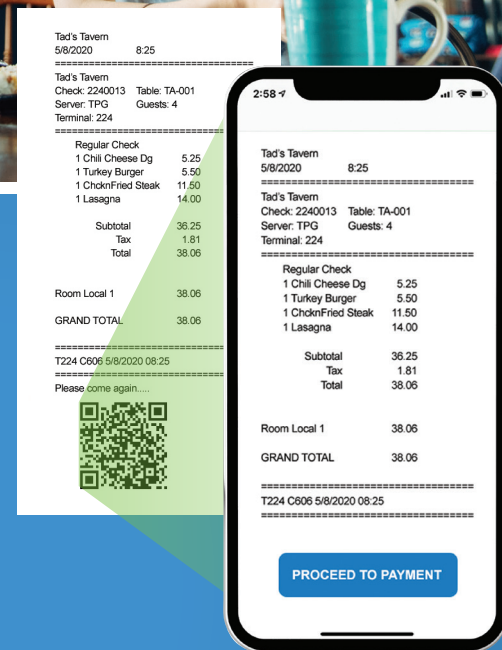 Tad's Tavern
5/8/2020 8:25
==================================
Tad's Tavern
Check: 2240013 Table: TA-001
Server: TPG Guests: 4
Terminal: 224
==================================
Regular Check
1 Chili Cheese Dg 5.25
1 Turkey Burger 5.50
1 ChcknFried Steak 11.50
1 Lasagna 14.00
Subtotal 36.25
Tax 1.81
Total 38.06
Room Local 1 38.06
GRAND TOTAL 38.06
==================================
T224 C606 5/8/2020 08:25
==================================
Please come again.....
2:58
Tad's Tavern
5/8/2020 8:25
==================================
Tad's Tavern
Check: 2240013 Table: TA-001
Server: TPG Guests: 4
Terminal: 224
==================================
Regular Check
1 Chili Cheese Dg 5.25
1 Turkey Burger 5.50
1 ChcknFried Steak 11.50
1 Lasagna 14.00
Subtotal 36.25
Tax 1.81
Total 38.06
Room Local 1 38.06
GRAND TOTAL 38.06
==================================
T224 C606 5/8/2020 08:25
==================================
PROCEED TO PAYMENT